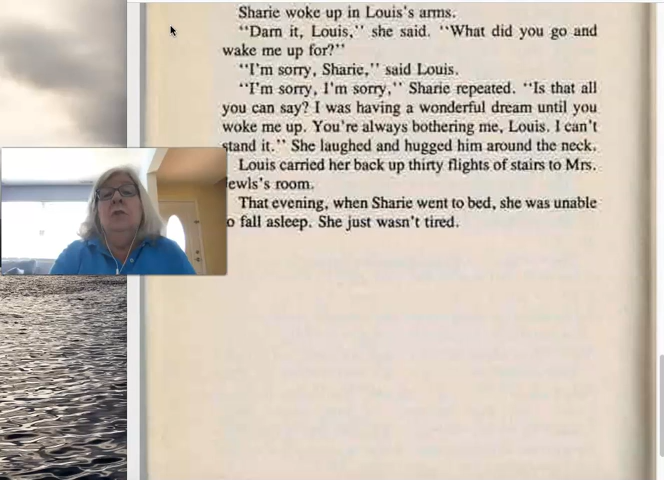 Sharie woke up in Louis's arms.
"Darn it, Louis," she said. "What did you go and
wake me up for?"
"I'm sorry, Sharie," said Louis.
"I'm sorry, I'm sorry," Sharie repeated. "Is that all
you can say? I was having a wonderful dream until you
woke me up. You're always bothering me, Louis. I can't
stand it." She laughed and hugged him around the neck.
Louis carried her back up thirty flights of stairs to Mrs.
ewls's room.
That evening, when Sharie went to bed, she was unable
o fall asleep. She just wasn't tired.